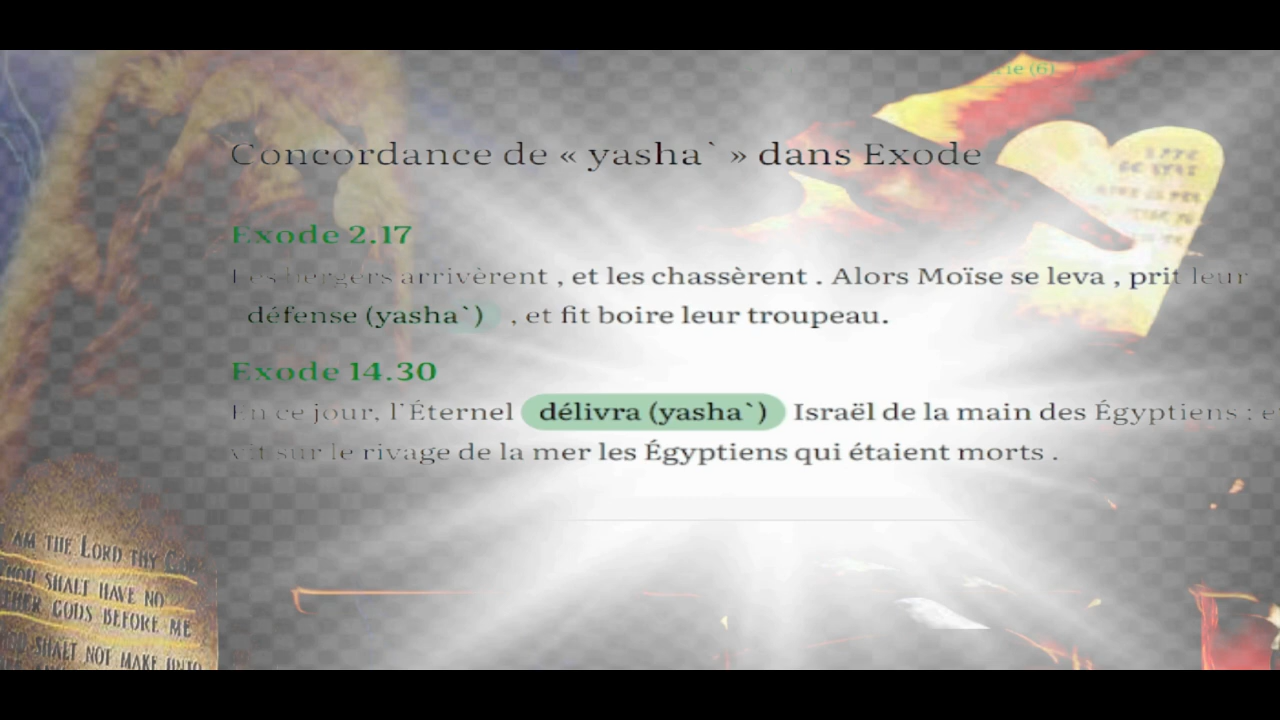 Concordance de « yasha` » dans Exode
Exode 2.17
Les bergers arrivèrent , et les chassèrent . Alors Moïse se leva , prit leur
défense (yasha`) , et fit boire leur troupeau.
Exode 14.30
En ce jour, l'Éternel délivra (yasha`) Israël de la main des Égyptiens : e
vit sur le rivage de la mer les Égyptiens qui étaient morts .
AM THE LORD THY
SHALT HAVE NO
GODS BEFORE ME
SHALT NOT MAKE UNTO